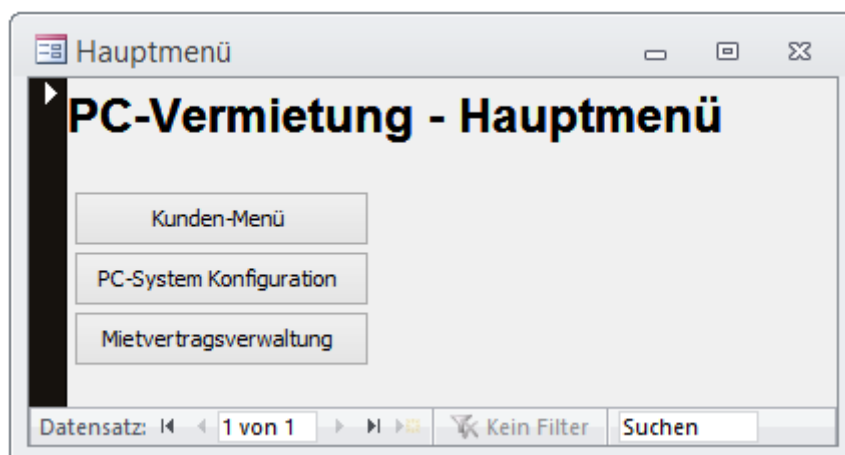 Hauptmenü
PC-Vermietung - Hauptmenü
Kunden-Menü
PC-System Konfiguration
Mietvertragsverwaltung
Datensatz: 1 von 1 Kein Filter Suchen